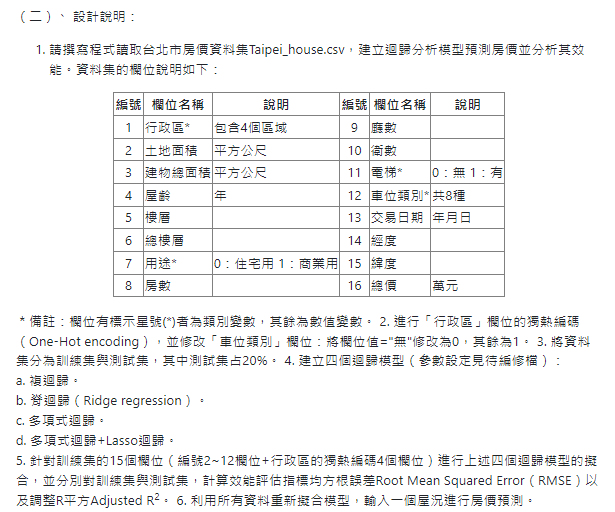 （二）、 設計說明：
1. 請撰寫程式讀取台北市房價資料集Taipei_house.csv，建立迴歸分析模型預測房價並分析其效
能。資料集的欄位說明如下：
編號 欄位名稱 說明 編號 欄位名稱 說明
1 行政區* 包含4個區域 9 廳數
2 土地面積 平方公尺 10 衛數
3 建物總面積 平方公尺 11 電梯* 0：無 1：有
4 屋齡 年 12 車位類別* 共8種
5 樓層 13 交易日期 年月日
6 總樓層 14 經度
7 用途* 0：住宅用 1：商業用 15 緯度
8 房數 16 總價 萬元
* 備註：欄位有標示星號(*)者為類別變數，其餘為數值變數。 2. 進行「行政區」欄位的獨熱編碼
（One-Hot encoding），並修改「車位類別」欄位：將欄位值="無"修改為0，其餘為1。 3. 將資料
集分為訓練集與測試集，其中測試集占20%。 4. 建立四個迴歸模型（參數設定見待編修檔）：
a. 複迴歸。
b. 脊迴歸（Ridge regression）。
c. 多項式迴歸。
d. 多項式迴歸+Lasso迴歸。
5. 針對訓練集的15個欄位（編號2~12欄位+行政區的獨熱編碼4個欄位）進行上述四個迴歸模型的擬
合，並分別對訓練集與測試集，計算效能評估指標均方根誤差Root Mean Squared Error（RMSE）以
及調整R平方Adjusted R²。 6. 利用所有資料重新擬合模型，輸入一個屋況進行房價預測。